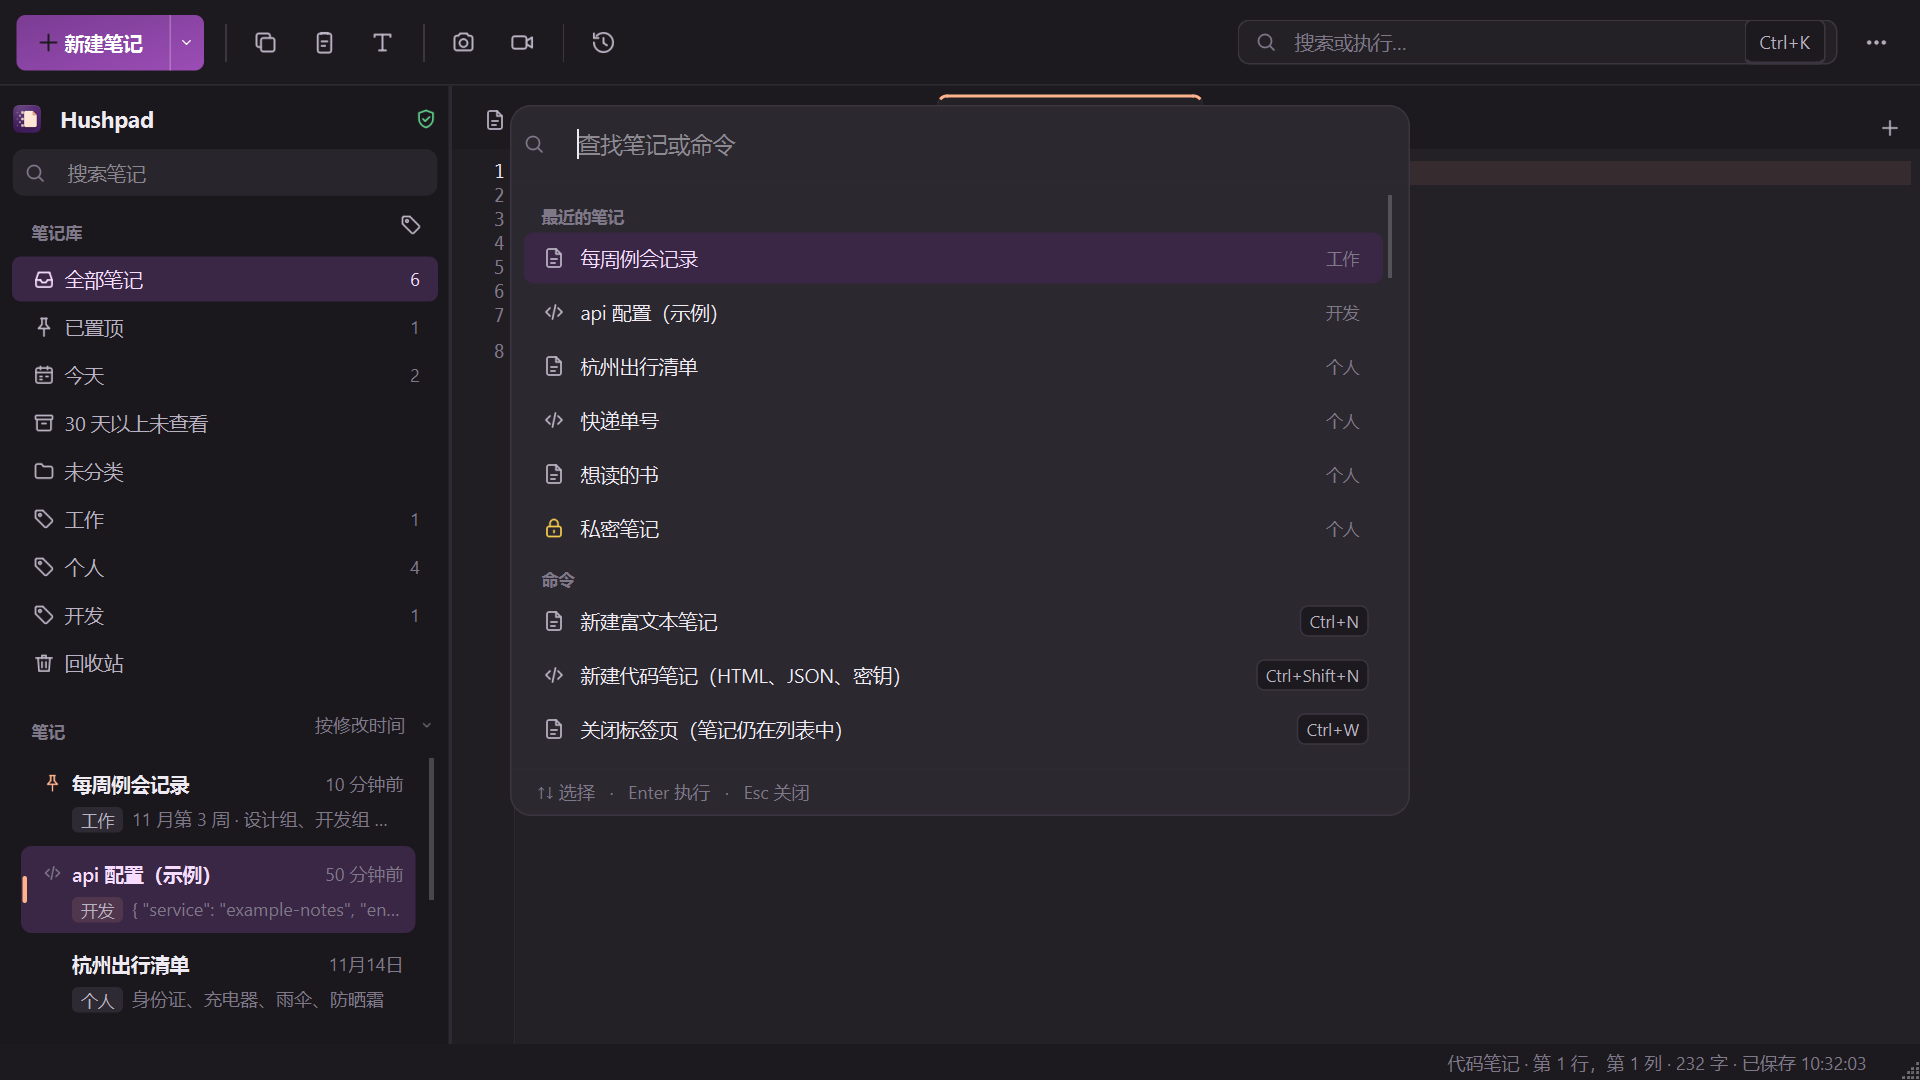 新建笔记
搜索或执行...
Ctrl+K
Hushpad
搜索笔记
笔记库
全部笔记 6
已置顶 1
今天 2
30 天以上未查看
未分类
工作 1
个人 4
开发 1
回收站
笔记 按修改时间
每周例会记录 10 分钟前
工作 11 月第 3 周 · 设计组、开发组 ...
api 配置（示例） 50 分钟前
开发 { "service": "example-notes", "en...
杭州出行清单 11月14日
个人 身份证、充电器、雨伞、防晒霜
1
2
3
4
5
6
7
8
查找笔记或命令
最近的笔记
每周例会记录 工作
api 配置（示例） 开发
杭州出行清单 个人
快递单号 个人
想读的书 个人
私密笔记 个人
命令
新建富文本笔记 Ctrl+N
新建代码笔记（HTML、JSON、密钥） Ctrl+Shift+N
关闭标签页（笔记仍在列表中） Ctrl+W
↑↓ 选择 · Enter 执行 · Esc 关闭
代码笔记 · 第 1 行，第 1 列 · 232 字 · 已保存 10:32:03